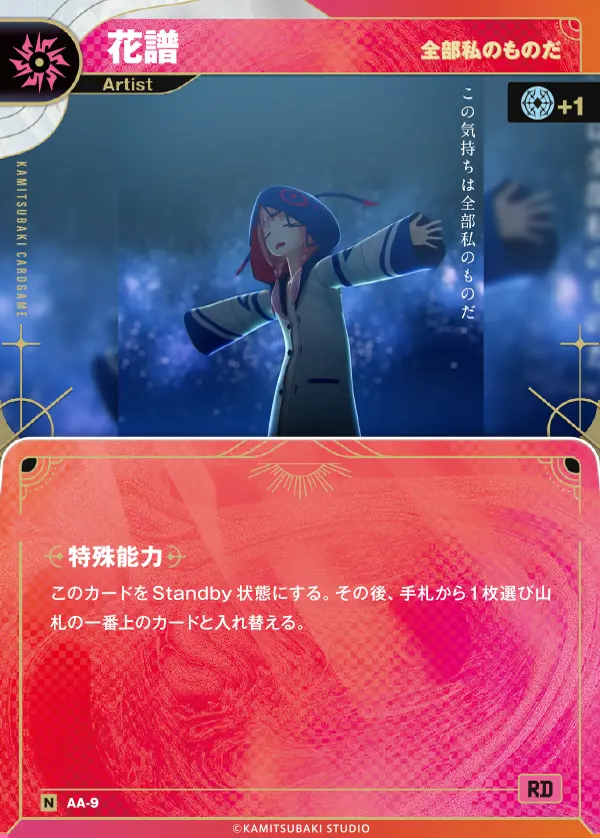 花譜
全部私のものだ
Artist
+1
この気持ちは全部私のものだ
KAMITSUBAKI CARDGAME
特殊能力
このカードをStandby状態にする。その後、手札から1枚選び山
札の一番上のカードと入れ替える。
N AA-9
RD
©KAMITSUBAKI STUDIO